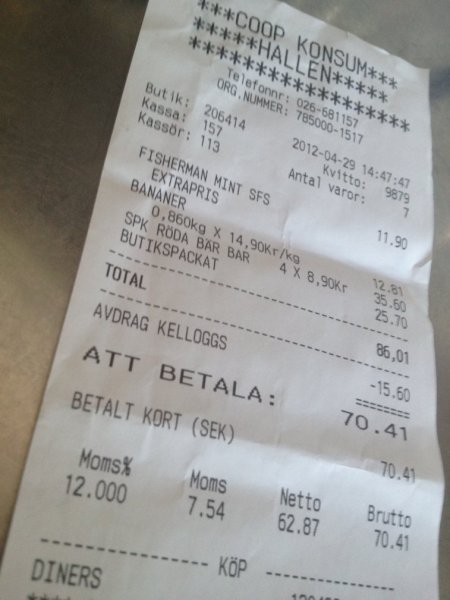 ***COOP KONSUM***
*****HALLEN*****
******************
Telefonnr: 026-681157
ORG.NUMMER: 785000-1517
Butik: 206414 2012-04-29 14:47:47
Kassa: 157 Kvitto: 9879
Kassör: 113 Antal varor: 7
FISHERMAN MINT SFS 11.90
EXTRAPRIS
BANANER 12.81
0,860kg X 14,90Kr/kg
SPK RÖDA BÄR BAR 4 X 8,90Kr 35.60
BUTIKSPACKAT 25.70
TOTAL 86,01
AVDRAG KELLOGGS -15.60
========
ATT BETALA: 70.41
BETALT KORT (SEK) 70.41
Moms% Moms Netto Brutto
12.000 7.54 62.87 70.41
KÖP
DINERS